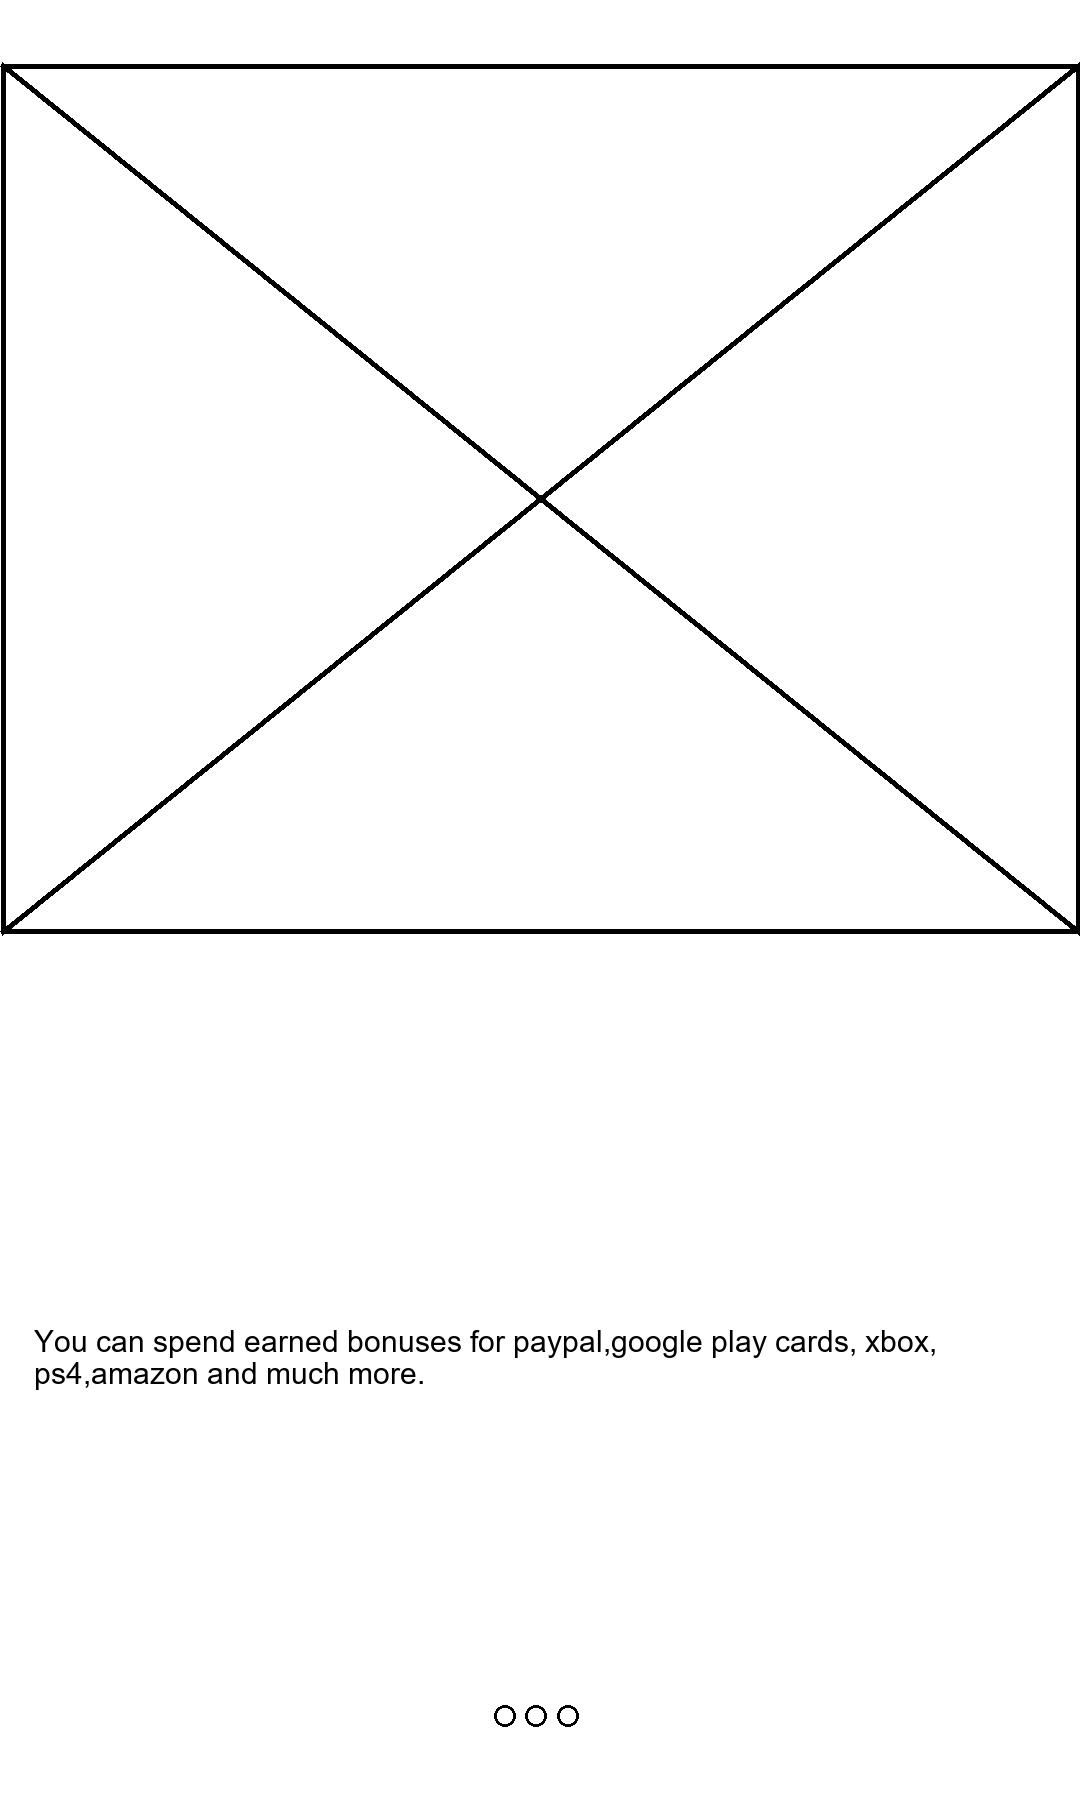 You can spend earned bonuses for paypal,google play cards, xbox,
ps4,amazon and much more.